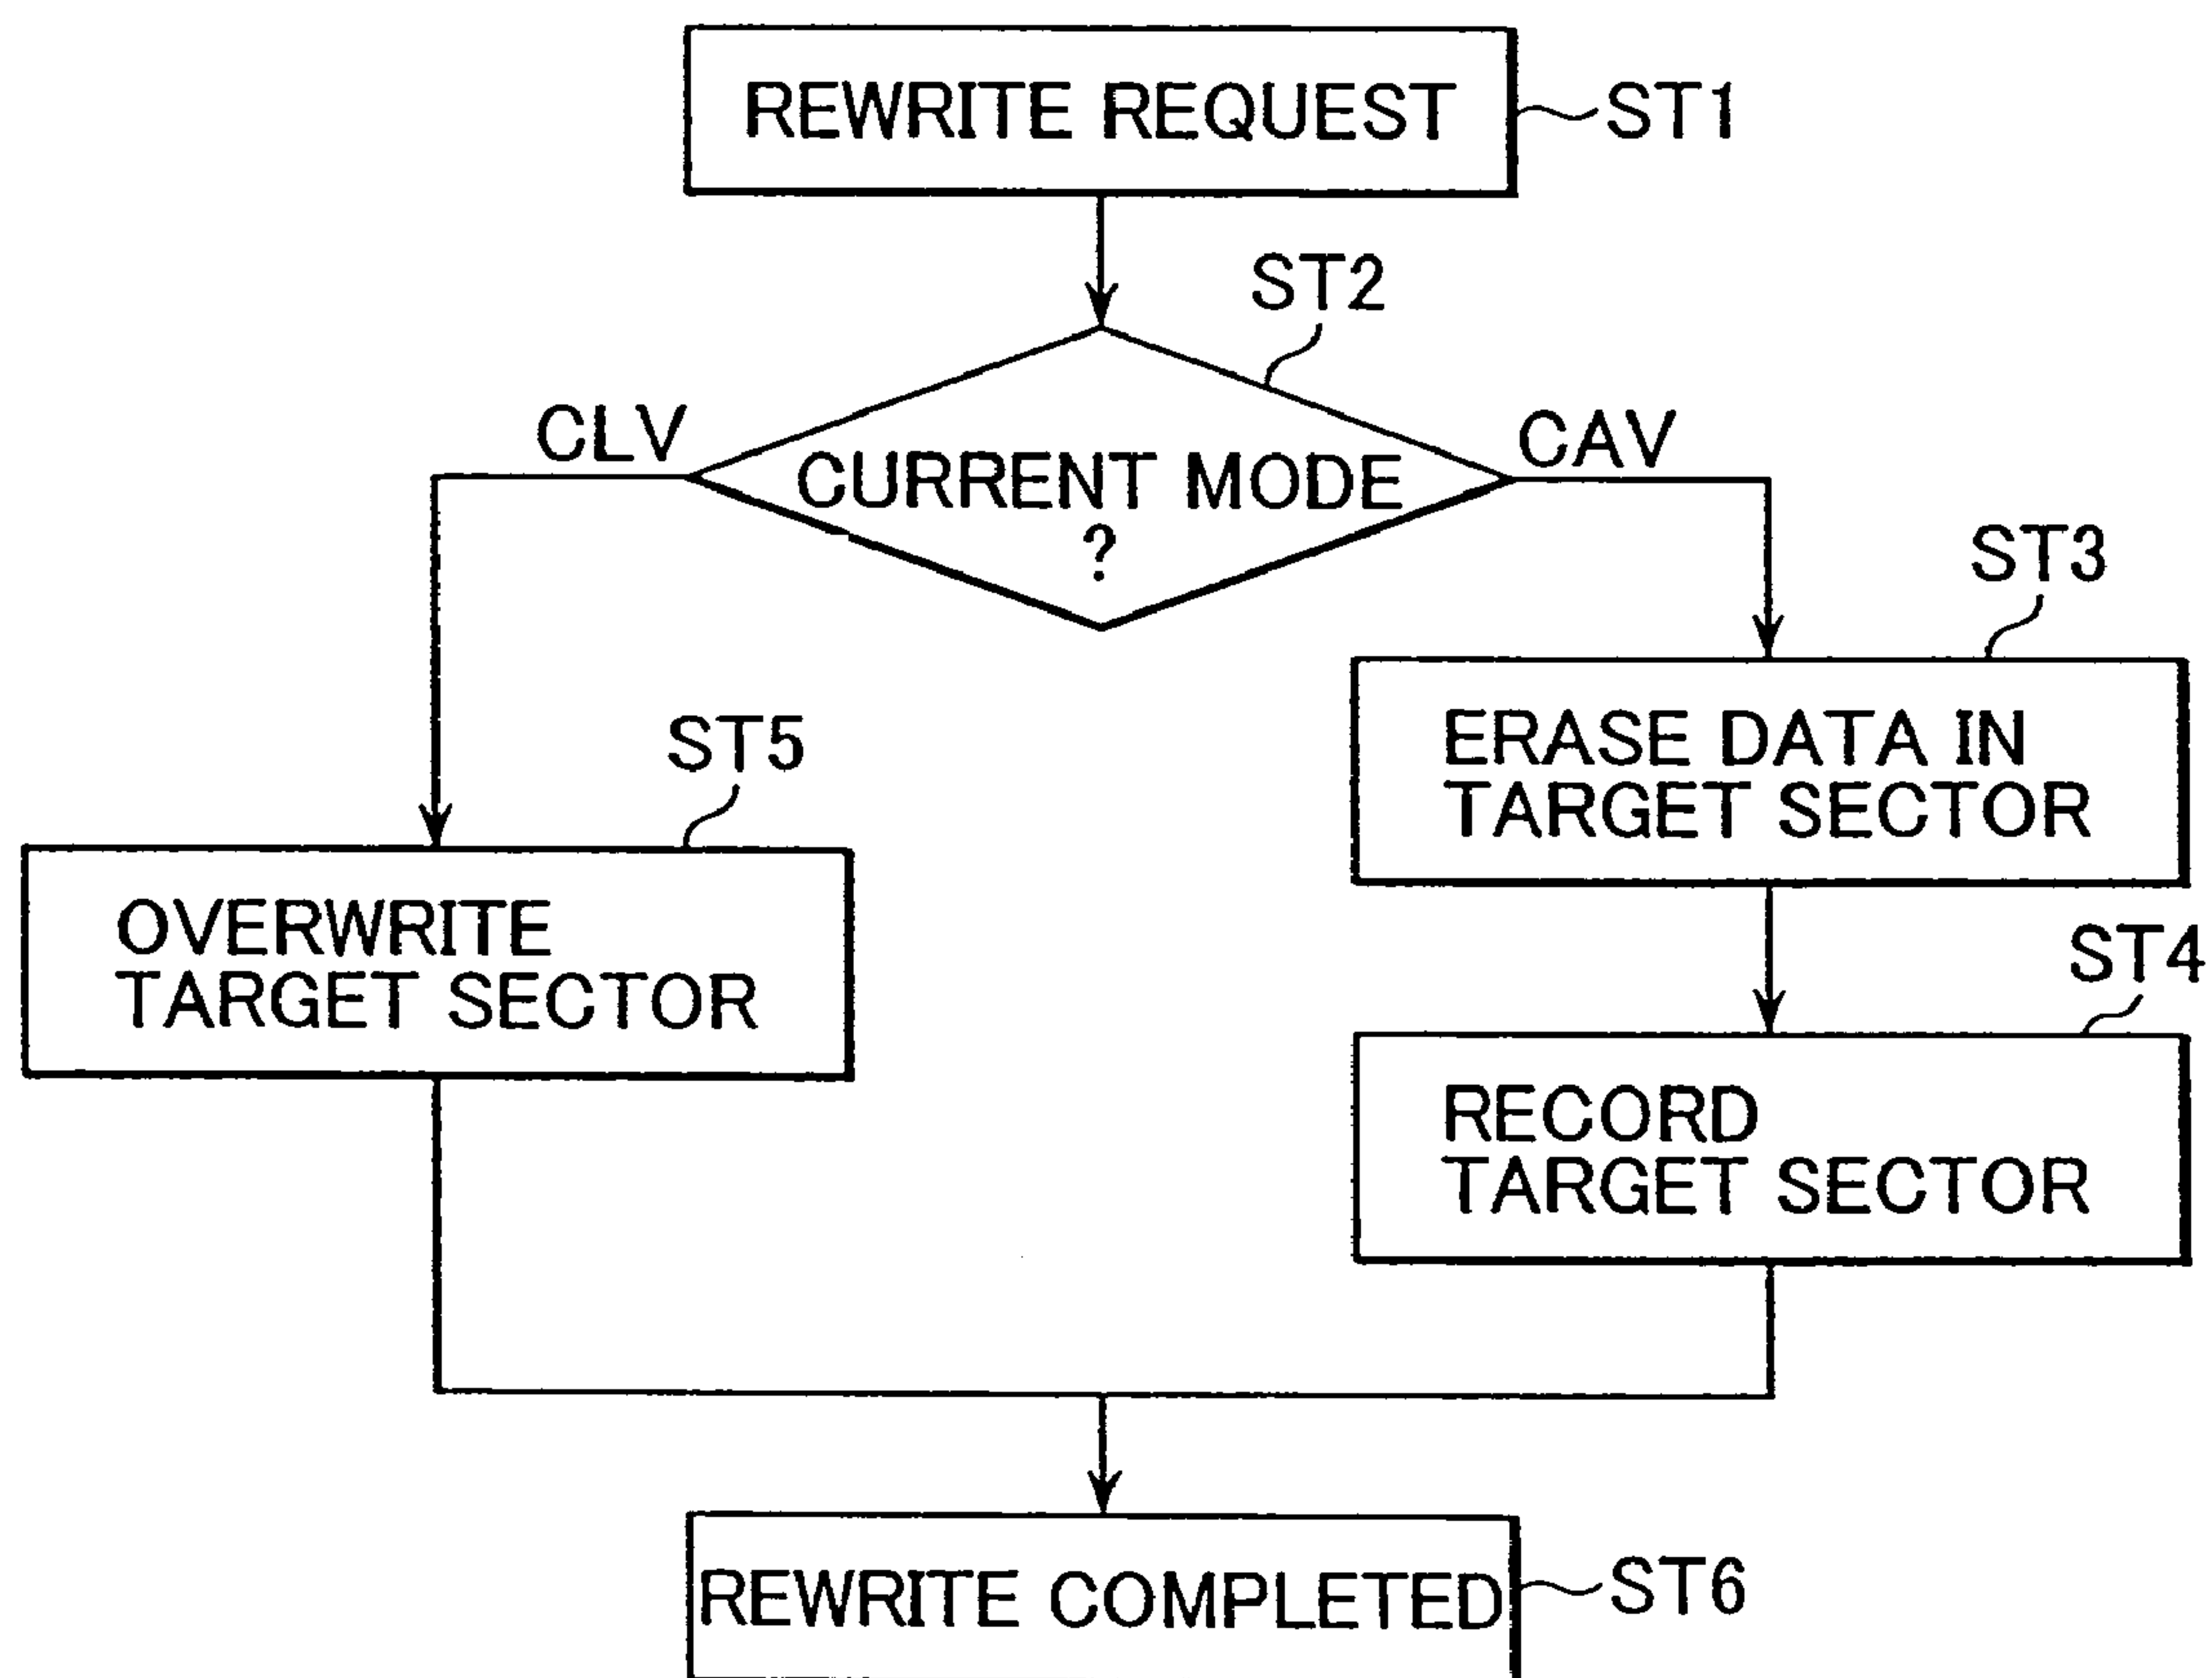 REWRITE REQUEST
ST1
ST2
CLV
CAV
CURRENT MODE
?
ST3
ERASE DATA IN
TARGET SECTOR
ST5
OVERWRITE
TARGET SECTOR
ST4
RECORD
TARGET SECTOR
REWRITE COMPLETED
ST6